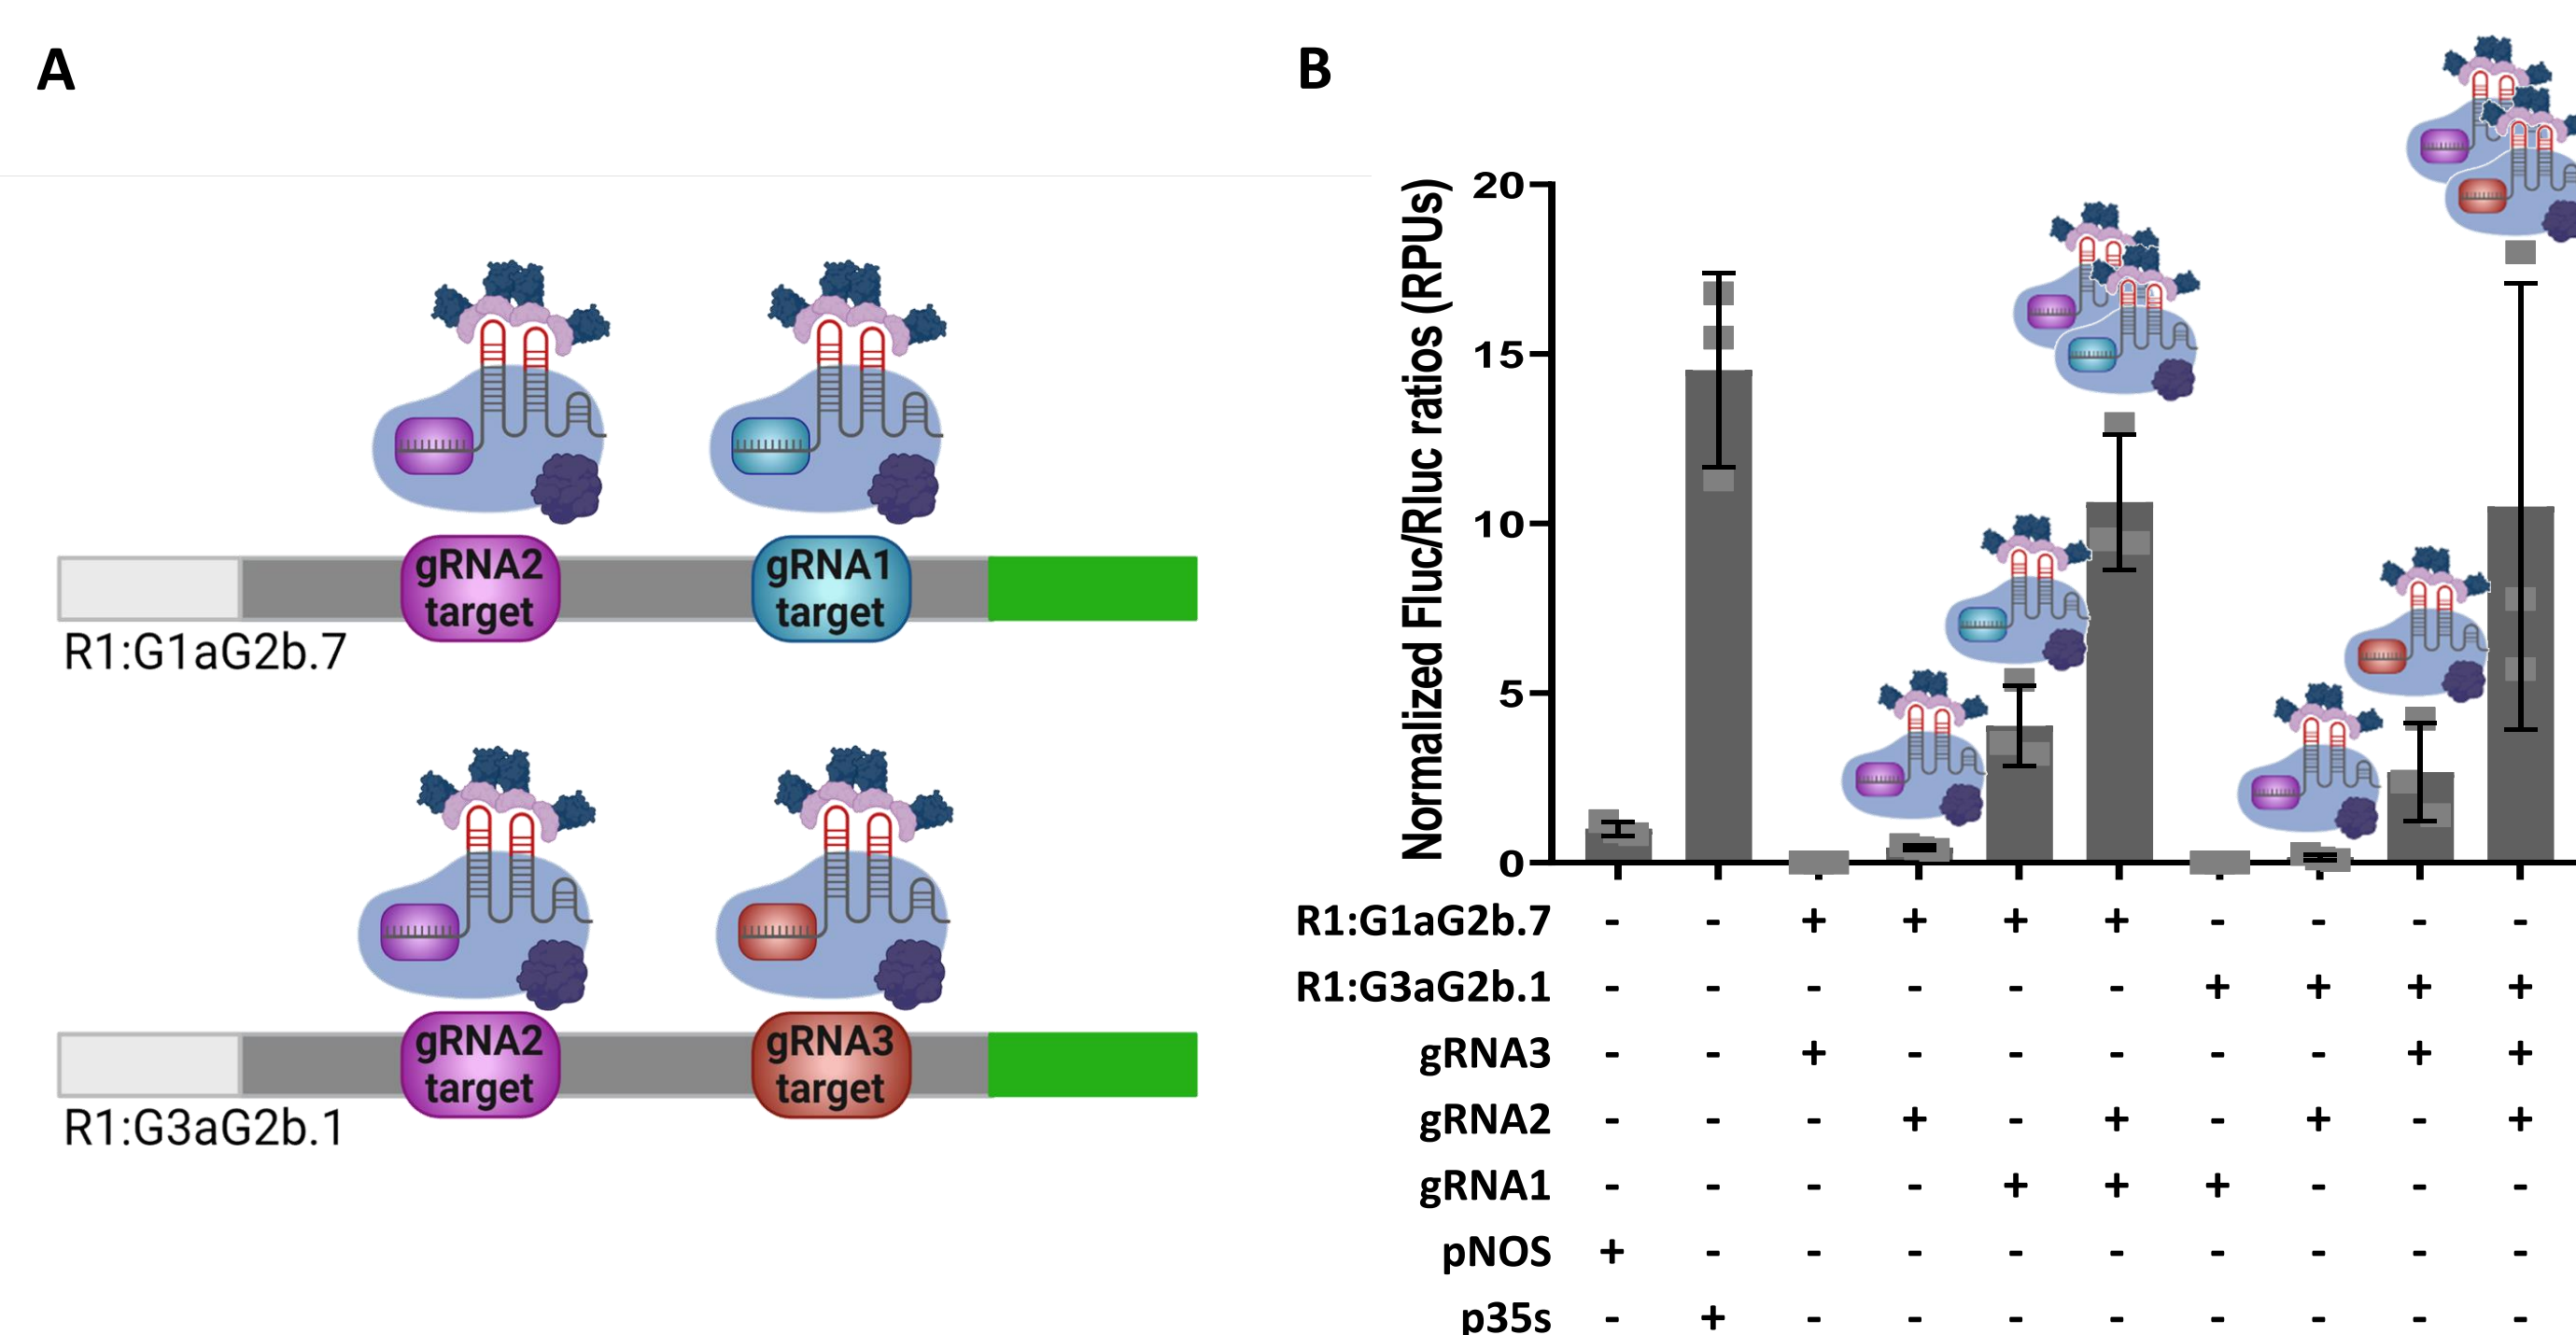 A
gRNA2
target
gRNA1
target
R1:G1aG2b.7
gRNA2
target
gRNA3
target
R1:G3aG2b.1
B
Normalized Fluc/Rluc ratios (RPUs)
20
15
10
5
0
R1:G1aG2b.7 - - + + + + - - - -
R1:G3aG2b.1 - - - - - - + + + +
gRNA3 - - + - - - - - + +
gRNA2 - - - + - + - + - +
gRNA1 - - - - + + + - - -
pNOS + - - - - - - - - -
p35s - + - - - - - - - -